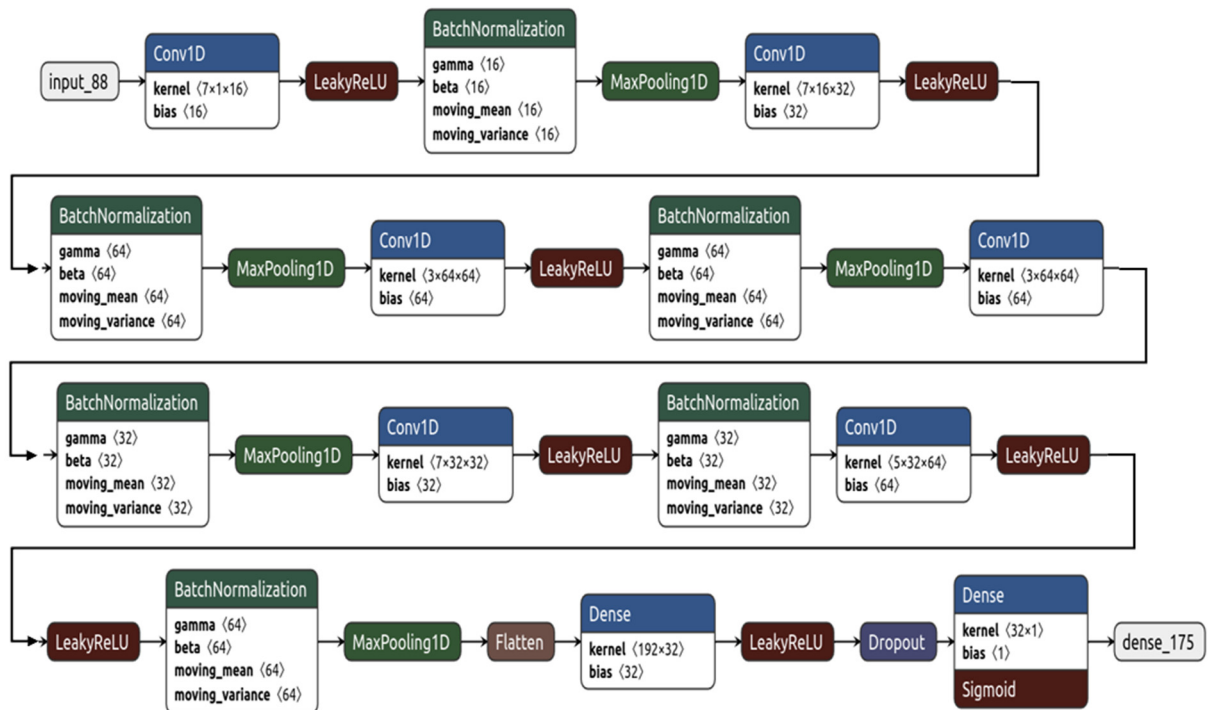 input_88
Conv1D
kernel ⟨7×1×16⟩
bias ⟨16⟩
LeakyReLU
BatchNormalization
gamma ⟨16⟩
beta ⟨16⟩
moving_mean ⟨16⟩
moving_variance ⟨16⟩
MaxPooling1D
Conv1D
kernel ⟨7×16×32⟩
bias ⟨32⟩
LeakyReLU
BatchNormalization
gamma ⟨64⟩
beta ⟨64⟩
moving_mean ⟨64⟩
moving_variance ⟨64⟩
MaxPooling1D
Conv1D
kernel ⟨3×64×64⟩
bias ⟨64⟩
LeakyReLU
BatchNormalization
gamma ⟨64⟩
beta ⟨64⟩
moving_mean ⟨64⟩
moving_variance ⟨64⟩
MaxPooling1D
Conv1D
kernel ⟨3×64×64⟩
bias ⟨64⟩
BatchNormalization
gamma ⟨32⟩
beta ⟨32⟩
moving_mean ⟨32⟩
moving_variance ⟨32⟩
MaxPooling1D
Conv1D
kernel ⟨7×32×32⟩
bias ⟨32⟩
LeakyReLU
BatchNormalization
gamma ⟨32⟩
beta ⟨32⟩
moving_mean ⟨32⟩
moving_variance ⟨32⟩
Conv1D
kernel ⟨5×32×64⟩
bias ⟨64⟩
LeakyReLU
LeakyReLU
BatchNormalization
gamma ⟨64⟩
beta ⟨64⟩
moving_mean ⟨64⟩
moving_variance ⟨64⟩
MaxPooling1D
Flatten
Dense
kernel ⟨192×32⟩
bias ⟨32⟩
LeakyReLU
Dropout
Dense
kernel ⟨32×1⟩
bias ⟨1⟩
Sigmoid
dense_175